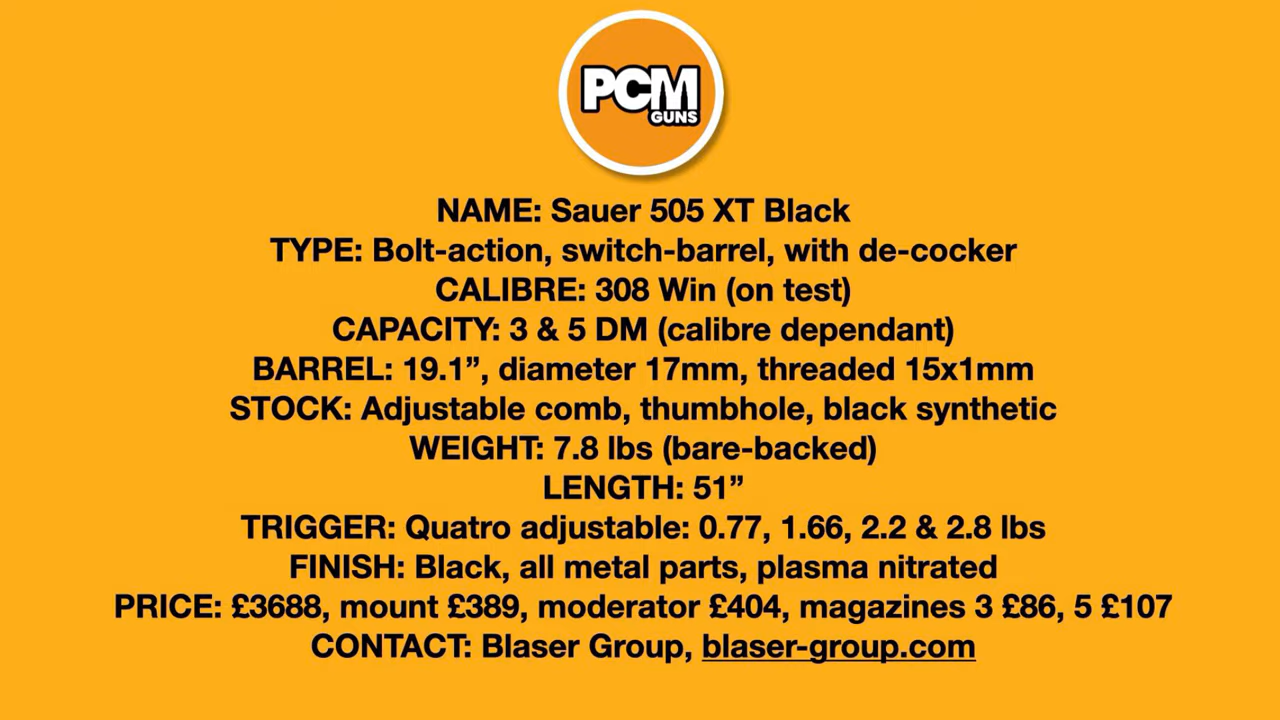 PCM
GUNS
NAME: Sauer 505 XT Black
TYPE: Bolt-action, switch-barrel, with de-cocker
CALIBRE: 308 Win (on test)
CAPACITY: 3 & 5 DM (calibre dependant)
BARREL: 19.1”, diameter 17mm, threaded 15x1mm
STOCK: Adjustable comb, thumbhole, black synthetic
WEIGHT: 7.8 lbs (bare-backed)
LENGTH: 51”
TRIGGER: Quatro adjustable: 0.77, 1.66, 2.2 & 2.8 lbs
FINISH: Black, all metal parts, plasma nitrated
PRICE: £3688, mount £389, moderator £404, magazines 3 £86, 5 £107
CONTACT: Blaser Group, blaser-group.com